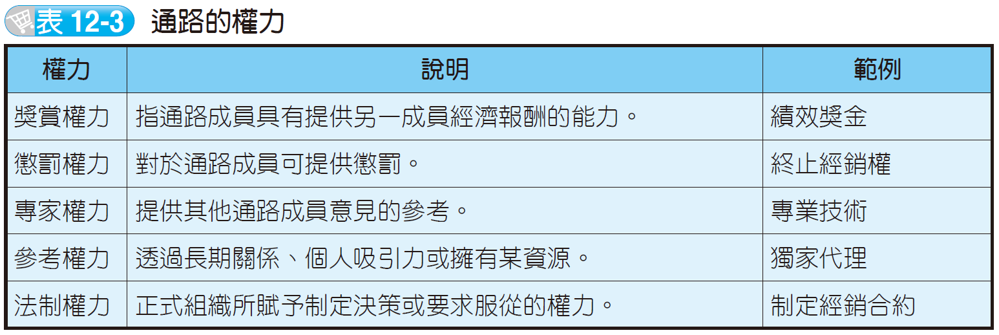 表 12-3 通路的權力
權力 說明 範例
獎賞權力 指通路成員具有提供另一成員經濟報酬的能力。 績效獎金
懲罰權力 對於通路成員可提供懲罰。 終止經銷權
專家權力 提供其他通路成員意見的參考。 專業技術
參考權力 透過長期關係、個人吸引力或擁有某資源。 獨家代理
法制權力 正式組織所賦予制定決策或要求服從的權力。 制定經銷合約